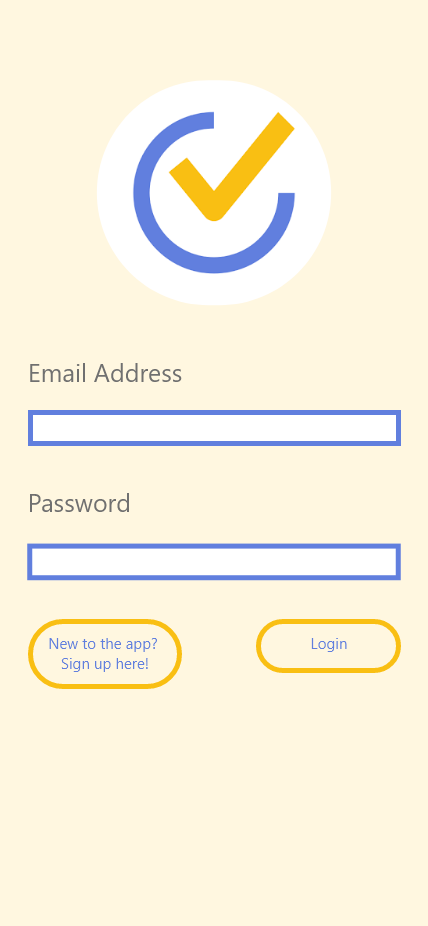 Email Address
Password
New to the app?
Sign up here!
Login